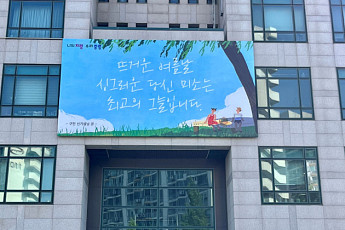 뜨거운 여름날
싱그러운 당신 미소는
최고의 그늘입니다.